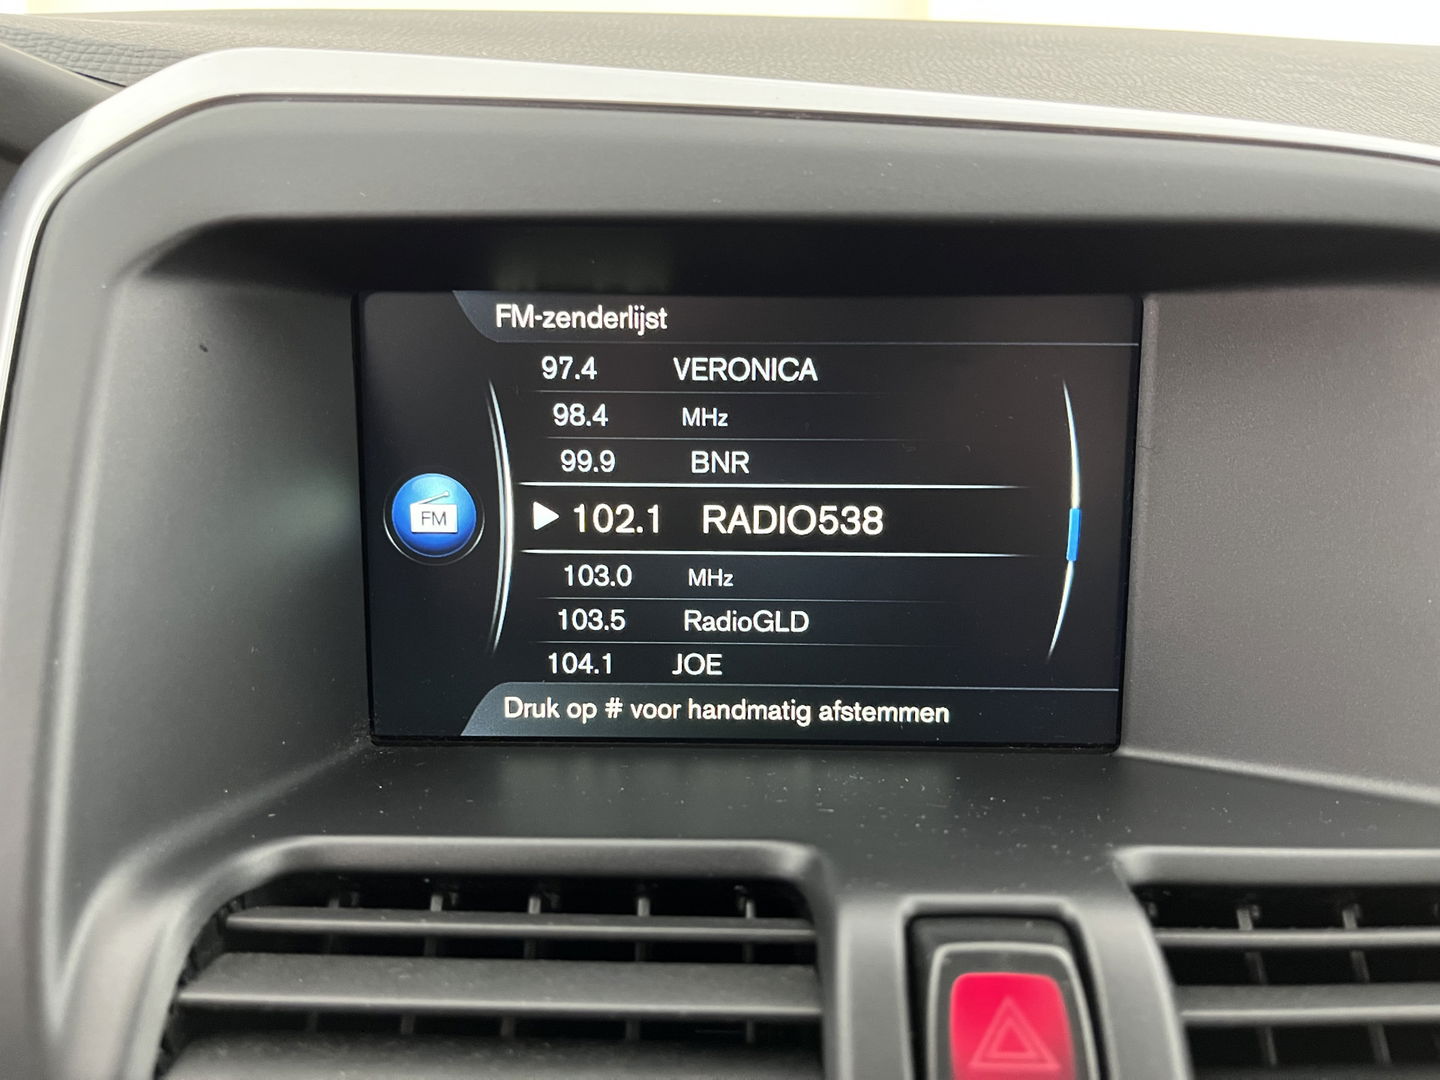 FM-zenderlijst
97.4 VERONICA
98.4 MHz
99.9 BNR
FM
102.1 RADIO538
103.0 MHz
103.5 RadioGLD
104.1 JOE
Druk op # voor handmatig afstemmen